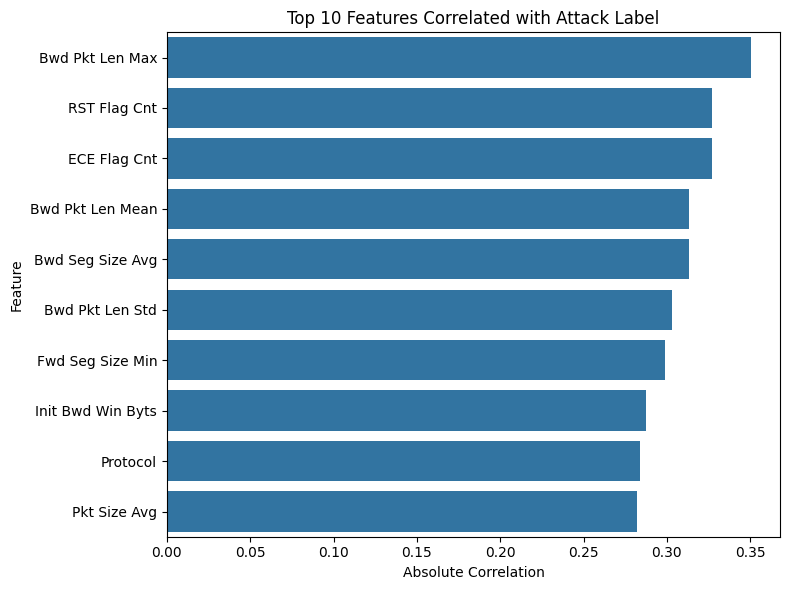 Top 10 Features Correlated with Attack Label
Feature
Bwd Pkt Len Max
RST Flag Cnt
ECE Flag Cnt
Bwd Pkt Len Mean
Bwd Seg Size Avg
Bwd Pkt Len Std
Fwd Seg Size Min
Init Bwd Win Byts
Protocol
Pkt Size Avg
0.00 0.05 0.10 0.15 0.20 0.25 0.30 0.35
Absolute Correlation